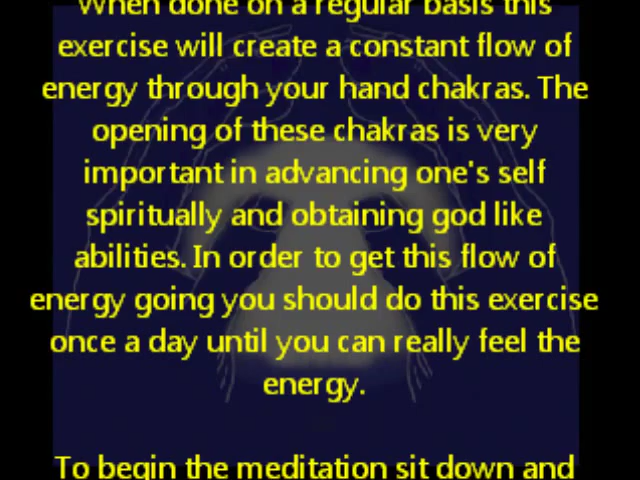 When done on a regular basis this
exercise will create a constant flow of
energy through your hand chakras. The
opening of these chakras is very
important in advancing one's self
spiritually and obtaining god like
abilities. In order to get this flow of
energy going you should do this exercise
once a day until you can really feel the
energy.
To begin the meditation sit down and